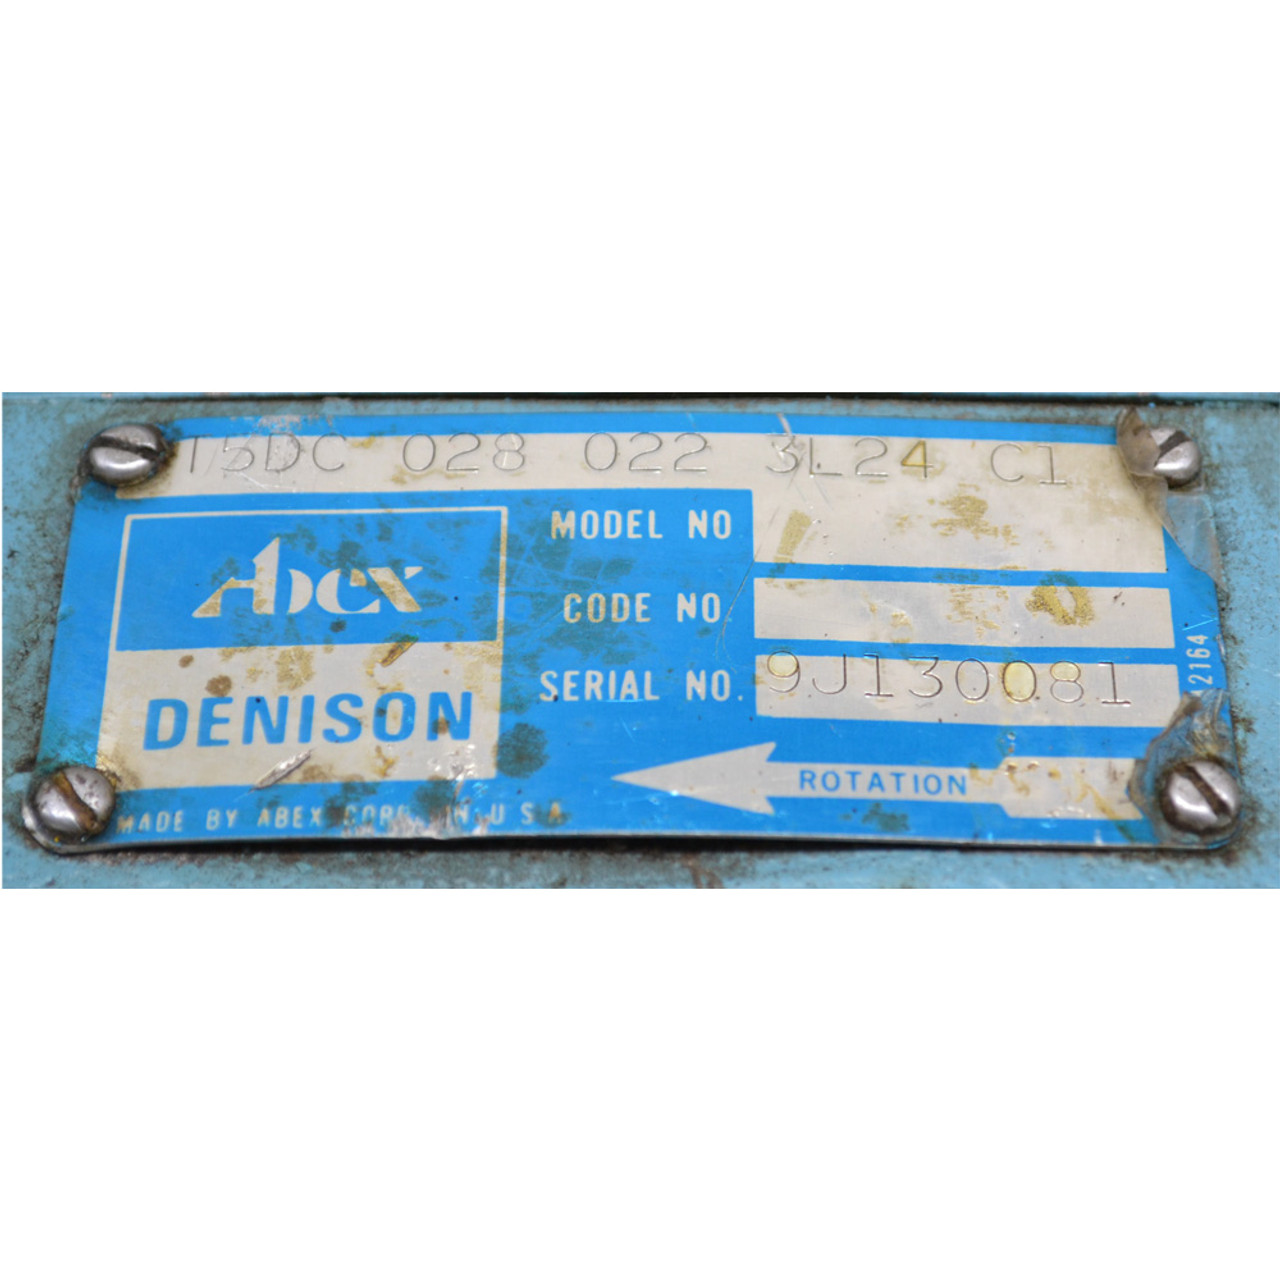 T5DC 028 022 3L24 C1
Abex
DENISON
MODEL NO
CODE NO.
SERIAL NO. 9J130081
ROTATION
MADE BY ABEX CORP. IN U S A
2164